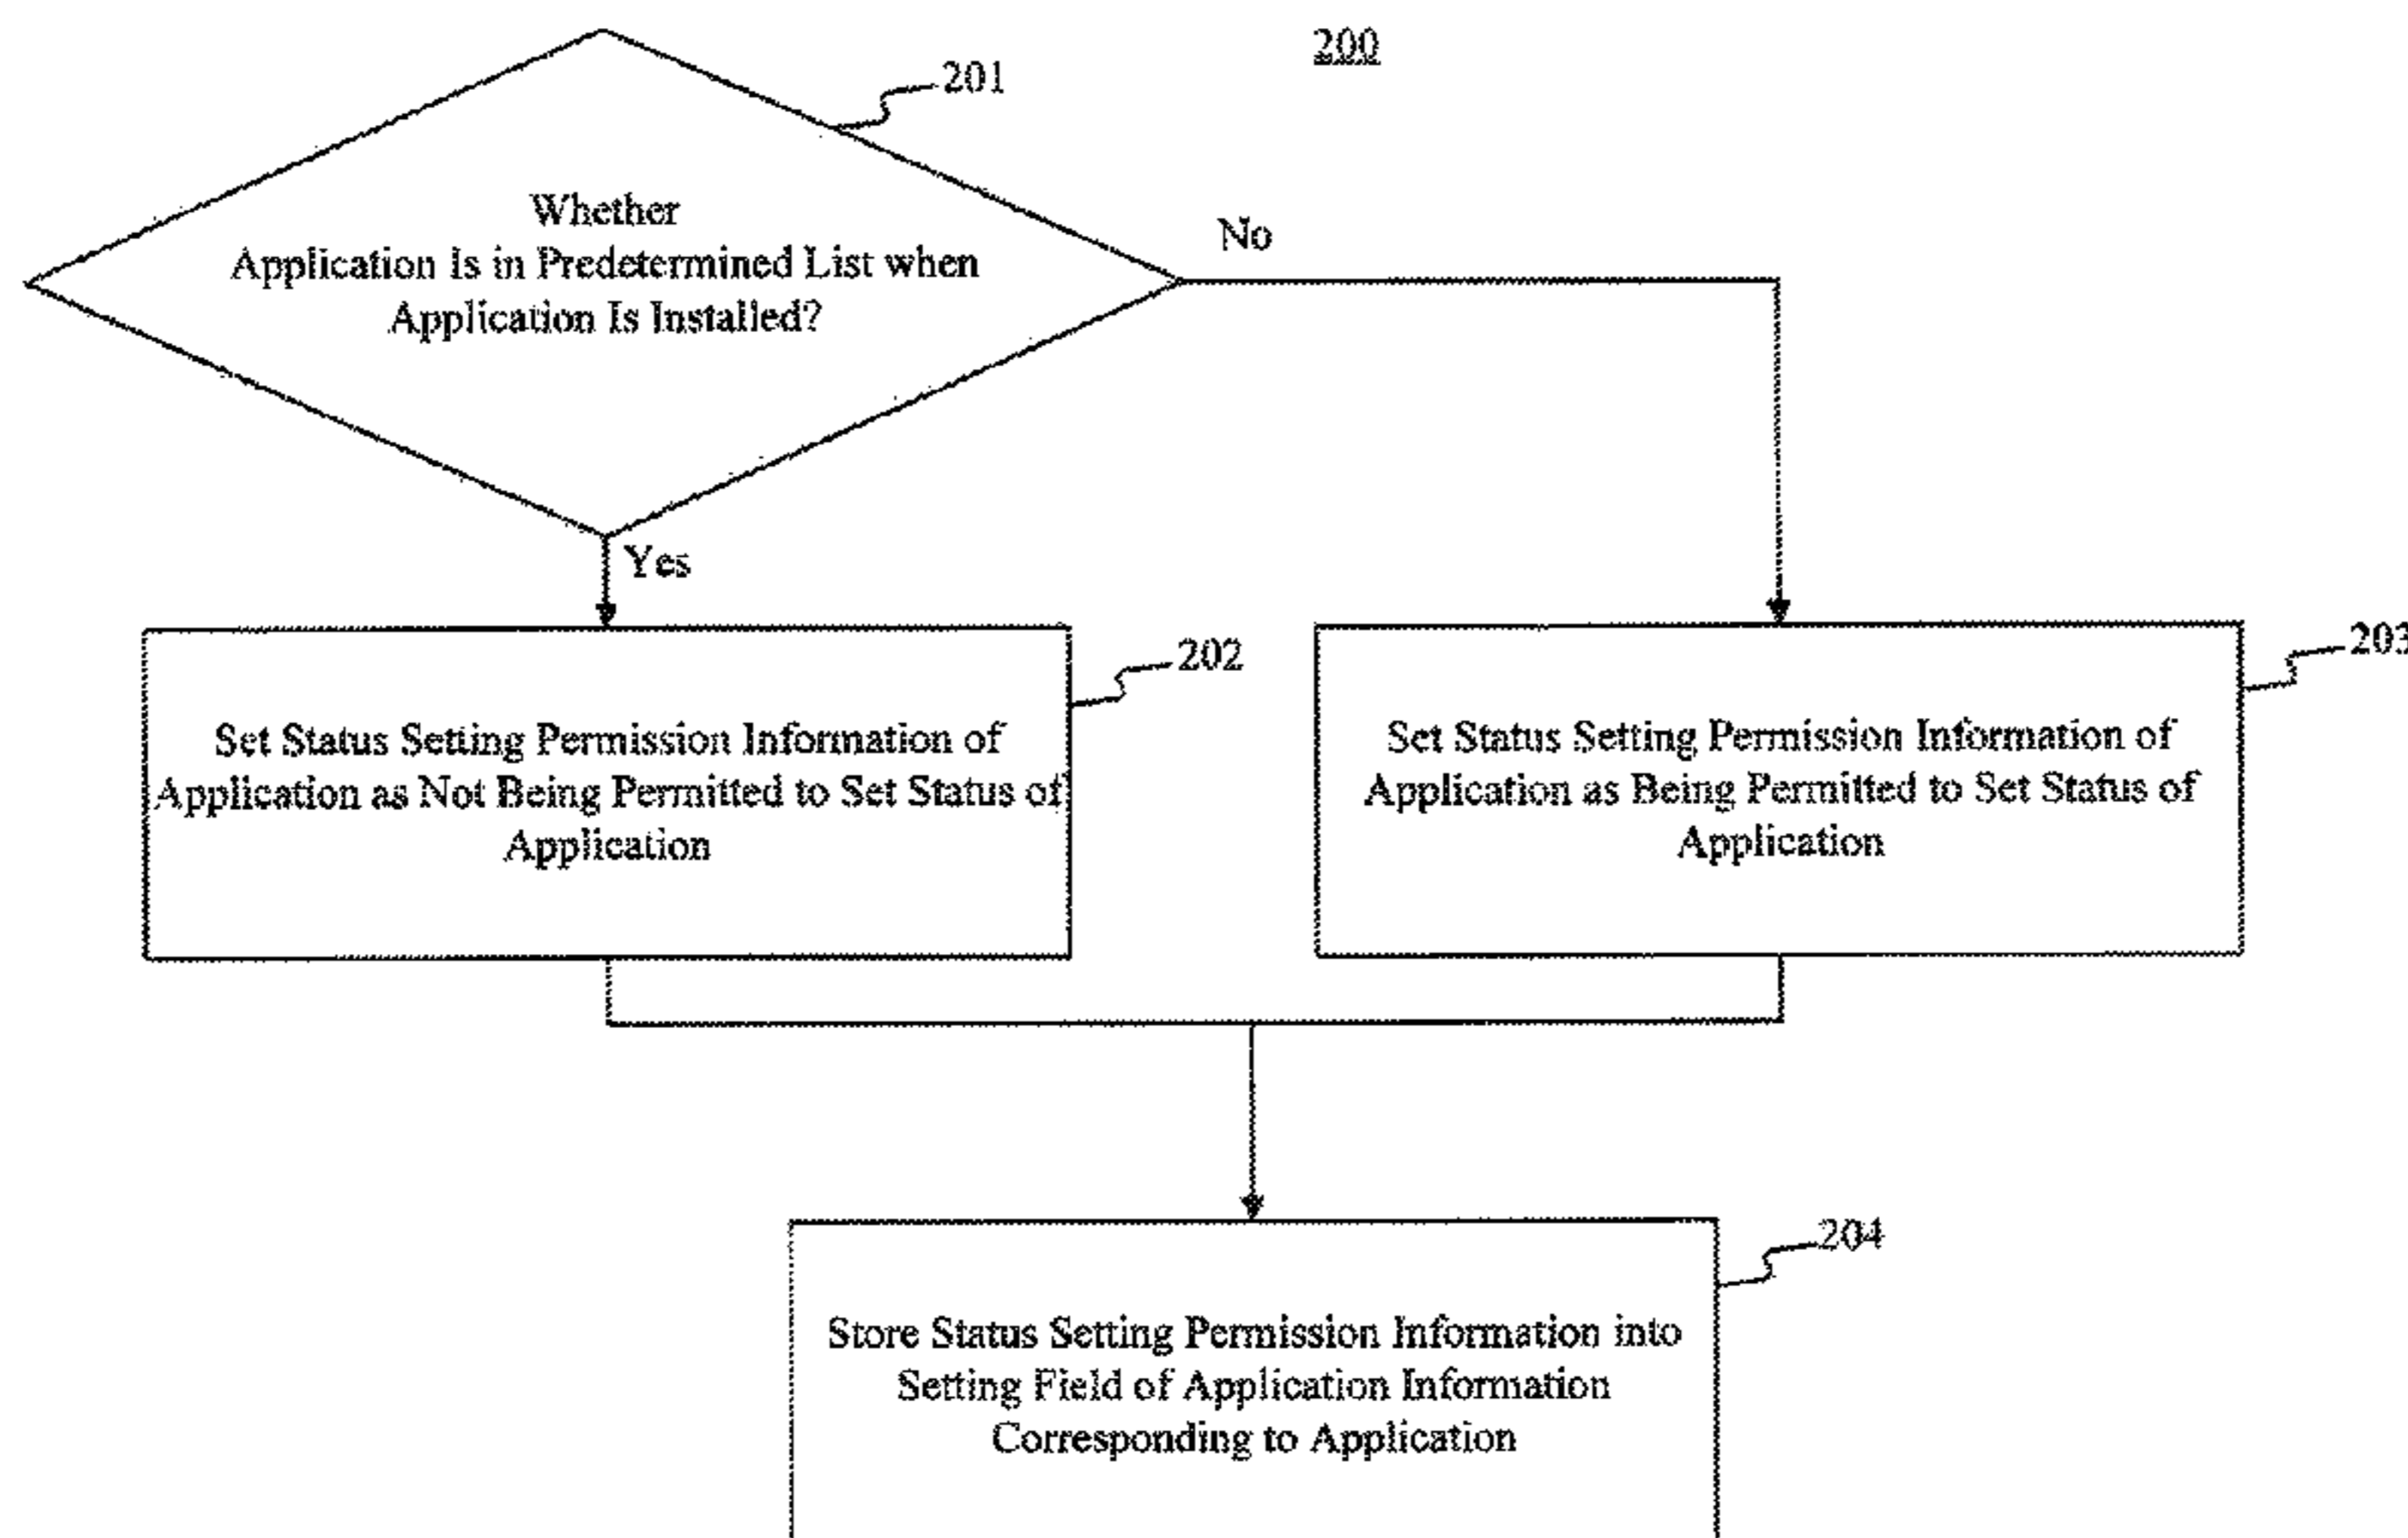 200
201
Whether
Application Is in Predetermined List when
Application Is Installed?
No
Yes
202
Set Status Setting Permission Information of
Application as Not Being Permitted to Set Status of
Application
203
Set Status Setting Permission Information of
Application as Being Permitted to Set Status of
Application
204
Store Status Setting Permission Information into
Setting Field of Application Information
Corresponding to Application